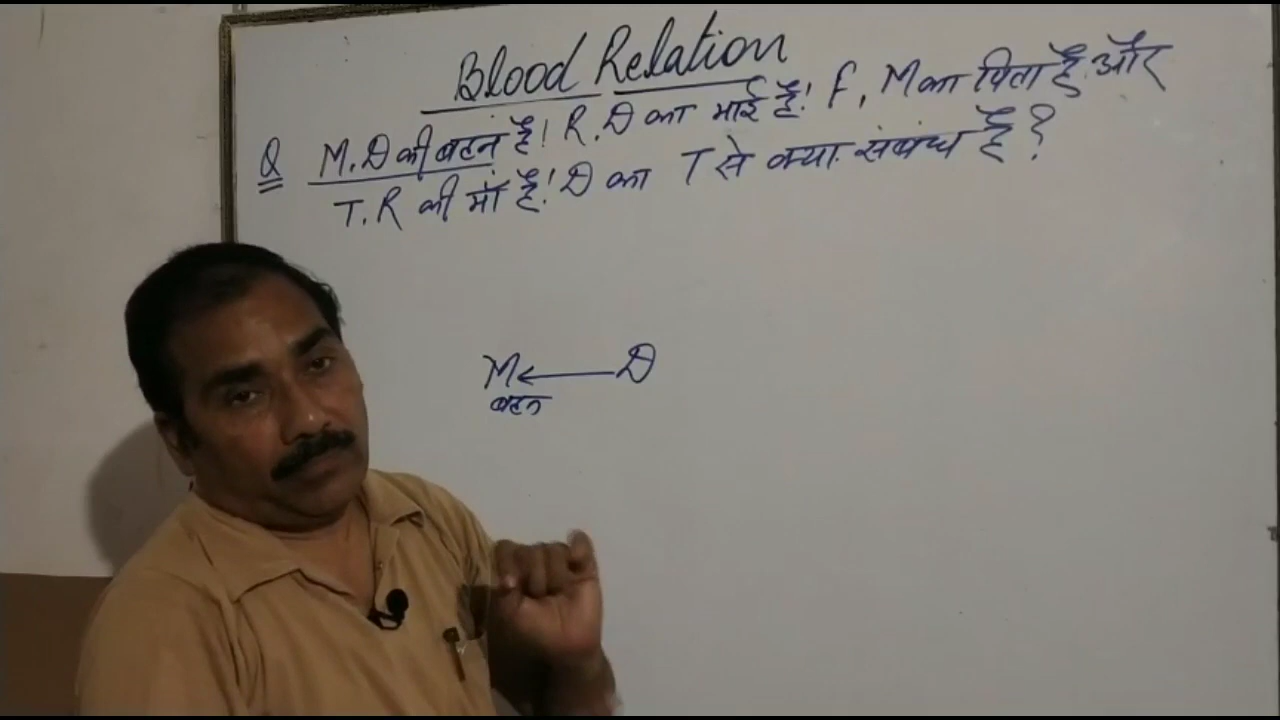 Blood Relation
Q M, D की बहन है! R, D का भाई है! F, M का पिता है और
T, R की माँ है! D का T से क्या संबंध है?
M ← D
बहन